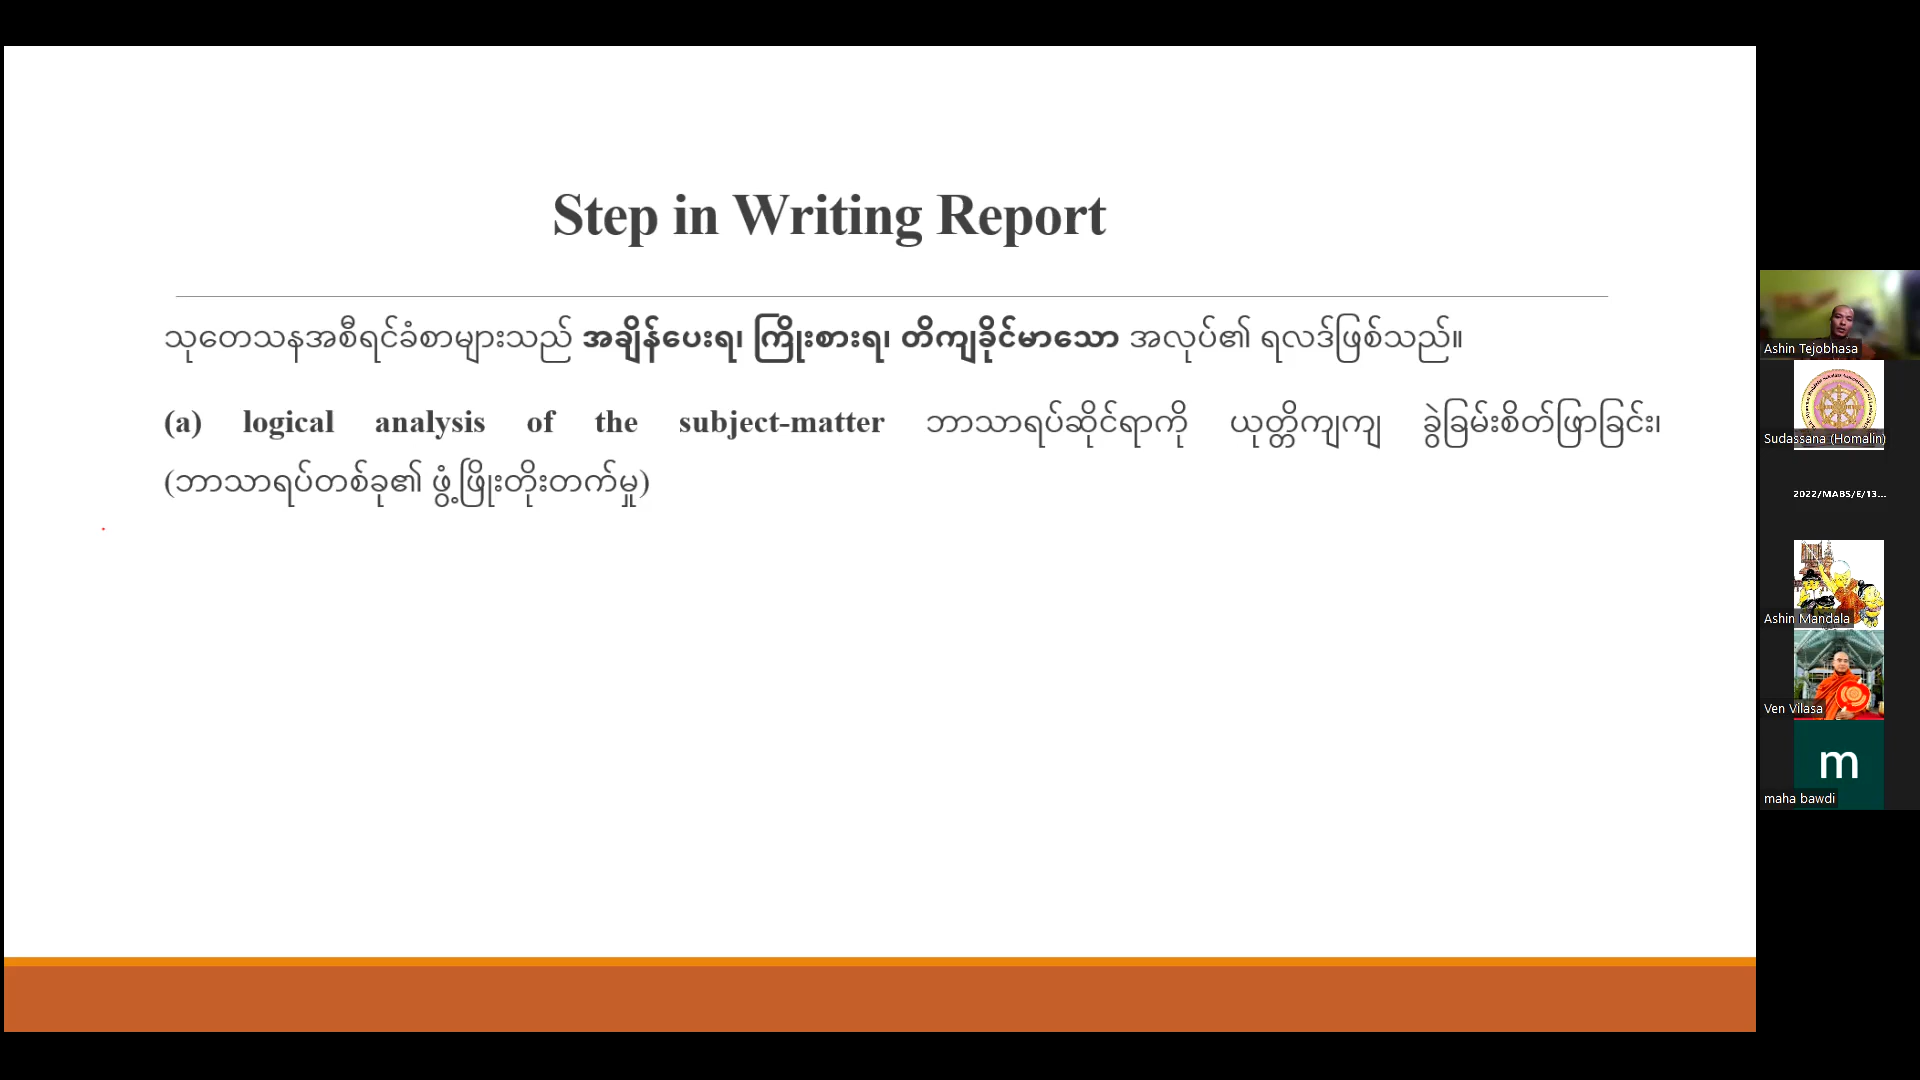 Step in Writing Report
သုတေသနအစီရင်ခံစာများသည် အချိန်ပေးရ၊ ကြိုးစားရ၊ တိကျခိုင်မာသော အလုပ်၏ ရလဒ်ဖြစ်သည်။
(a) logical analysis of the subject-matter ဘာသာရပ်ဆိုင်ရာကို ယုတ္တိကျကျ ခွဲခြမ်းစိတ်ဖြာခြင်း၊
(ဘာသာရပ်တစ်ခု၏ ဖွံ့ဖြိုးတိုးတက်မှု)
Ashin Tejobhasa
Sudassana (Homalin)
2022/MABS/E/13...
Ashin Mandala
Ven Vilasa
m
maha bawdi